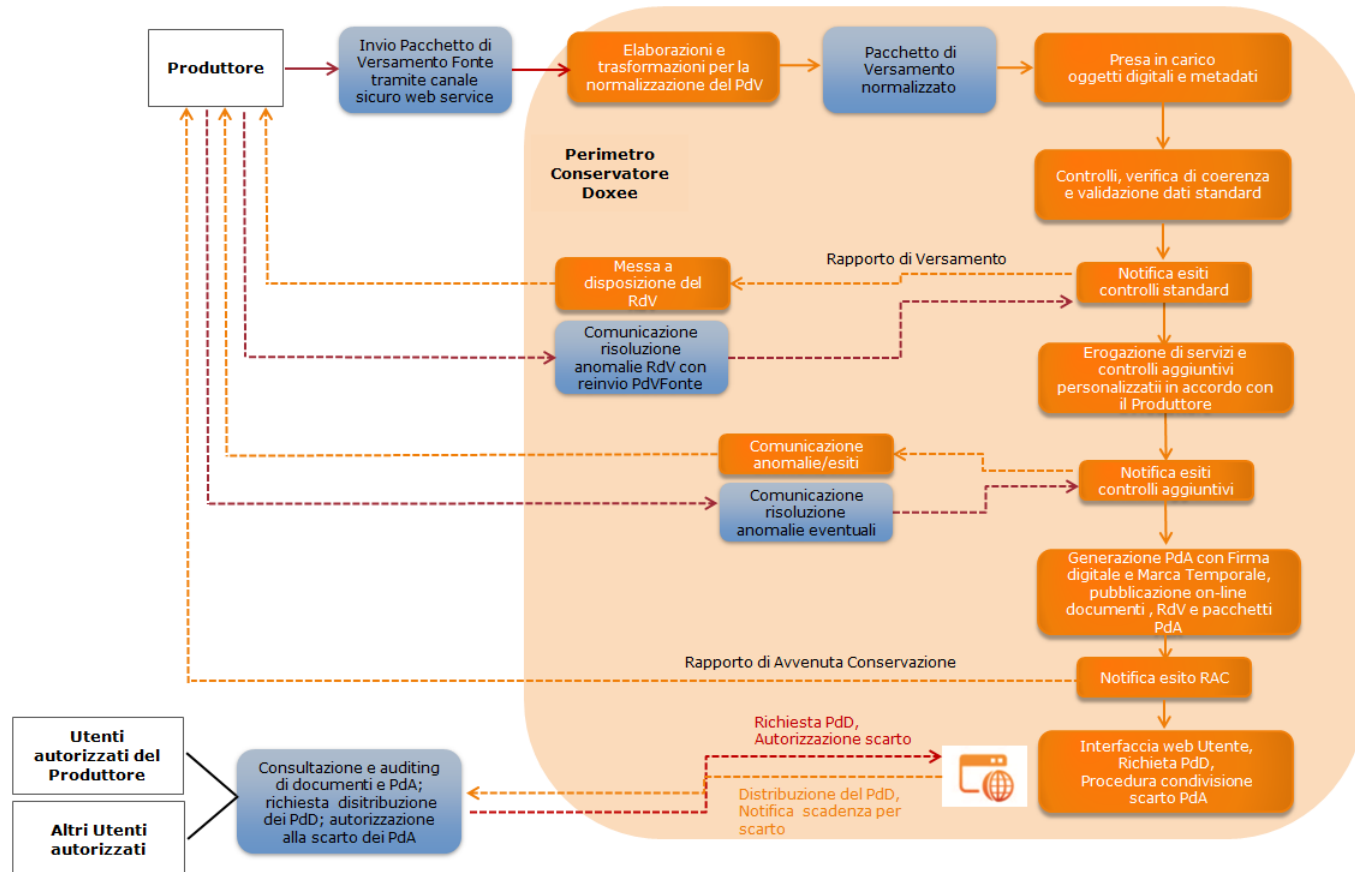 Produttore
Invio Pacchetto di
Versamento Fonte
tramite canale
sicuro web service
Elaborazioni e
trasformazioni per la
normalizzazione del PdV
Pacchetto di
Versamento
normalizzato
Presa in carico
oggetti digitali e metadati
Perimetro
Conservatore
Doxee
Controlli, verifica di coerenza
e validazione dati standard
Rapporto di Versamento
Messa a
disposizione del
RdV
Notifica esiti
controlli standard
Comunicazione
risoluzione
anomalie RdV con
reinvio PdVFonte
Erogazione di servizi e
controlli aggiuntivi
personalizzatii in accordo con
il Produttore
Comunicazione
anomalie/esiti
Notifica esiti
controlli aggiuntivi
Comunicazione
risoluzione
anomalie eventuali
Generazione PdA con Firma
digitale e Marca Temporale,
pubblicazione on-line
documenti , RdV e pacchetti
PdA
Rapporto di Avvenuta Conservazione
Notifica esito RAC
Utenti
autorizzati del
Produttore
Altri Utenti
autorizzati
Consultazione e auditing
di documenti e PdA;
richiesta disitribuzione
dei PdD; autorizzazione
alla scarto dei PdA
Richiesta PdD,
Autorizzazione scarto
Distribuzione del PdD,
Notifica scadenza per
scarto
Interfaccia web Utente,
Richieta PdD,
Procedura condivisione
scarto PdA